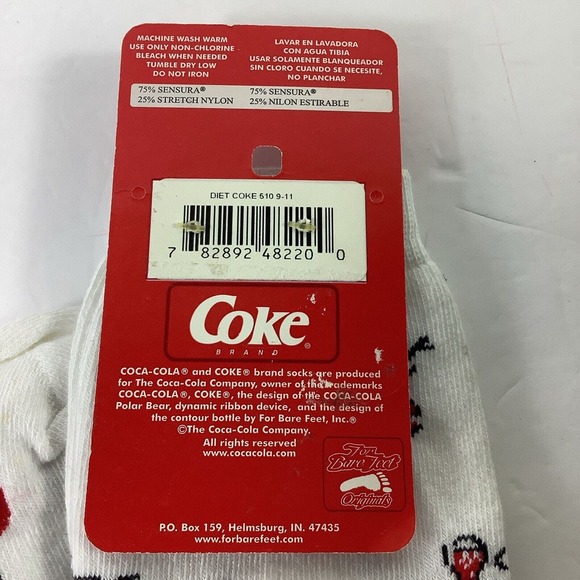 MACHINE WASH WARM
USE ONLY NON-CHLORINE
BLEACH WHEN NEEDED
TUMBLE DRY LOW
DO NOT IRON
LAVAR EN LAVADORA
CON AGUA TIBIA
USAR SOLAMENTE BLANQUEADOR
SIN CLORO CUANDO SE NECESITE,
NO PLANCHAR
75% SENSURA®
25% STRETCH NYLON
75% SENSURA®
25% NILON ESTIRABLE
DIET COKE 510 9-11
7 82892 48220 0
Coke®
BRAND
COCA-COLA® and COKE® brand socks are produced
for The Coca-Cola Company, owner of the trademarks
COCA-COLA®, COKE®, the design of the COCA-COLA
Polar Bear, dynamic ribbon device, and the design of
the contour bottle by For Bare Feet, Inc.®
©The Coca-Cola Company.
All rights reserved
www.cocacola.com
For
Bare Feet
Originals
P.O. Box 159, Helmsburg, IN. 47435
www.forbarefeet.com